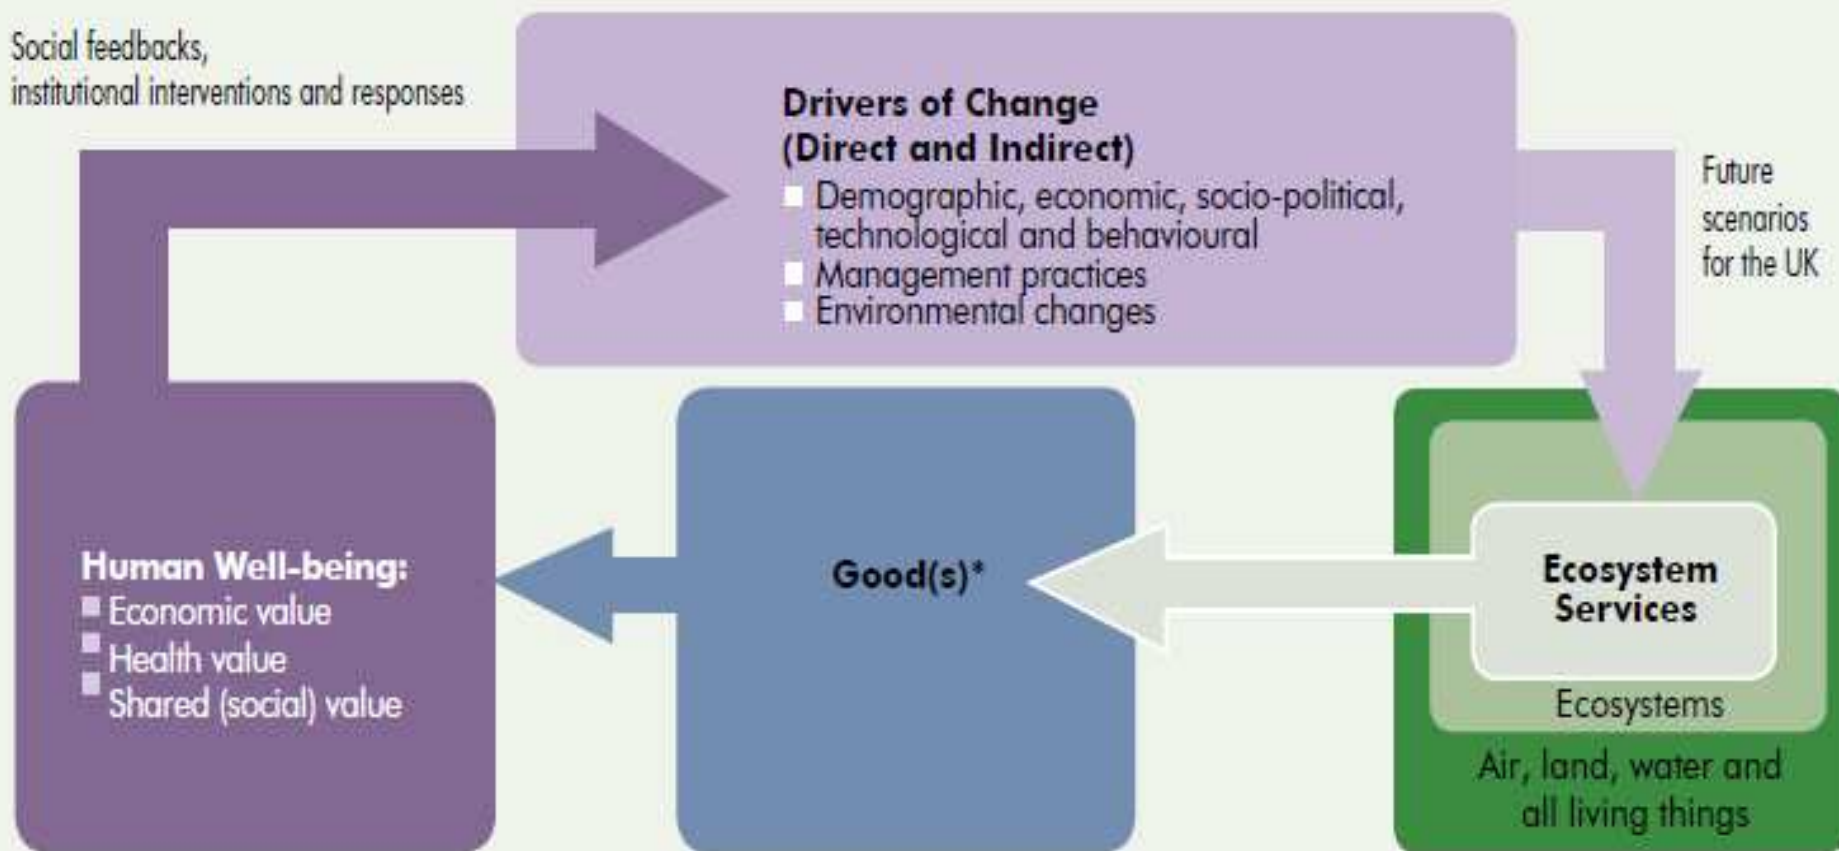 Social feedbacks,
institutional interventions and responses
Drivers of Change
(Direct and Indirect)
Demographic, economic, socio-political,
technological and behavioural
Management practices
Environmental changes
Future
scenarios
for the UK
Human Well-being:
Economic value
Health value
Shared (social) value
Good(s)*
Ecosystem
Services
Ecosystems
Air, land, water and
all living things